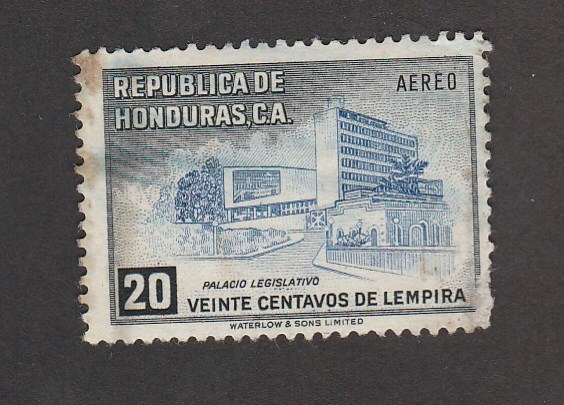 REPUBLICA DE
HONDURAS, C.A.
AEREO
PALACIO LEGISLATIVO
20
VEINTE CENTAVOS DE LEMPIRA
WATERLOW & SONS LIMITED